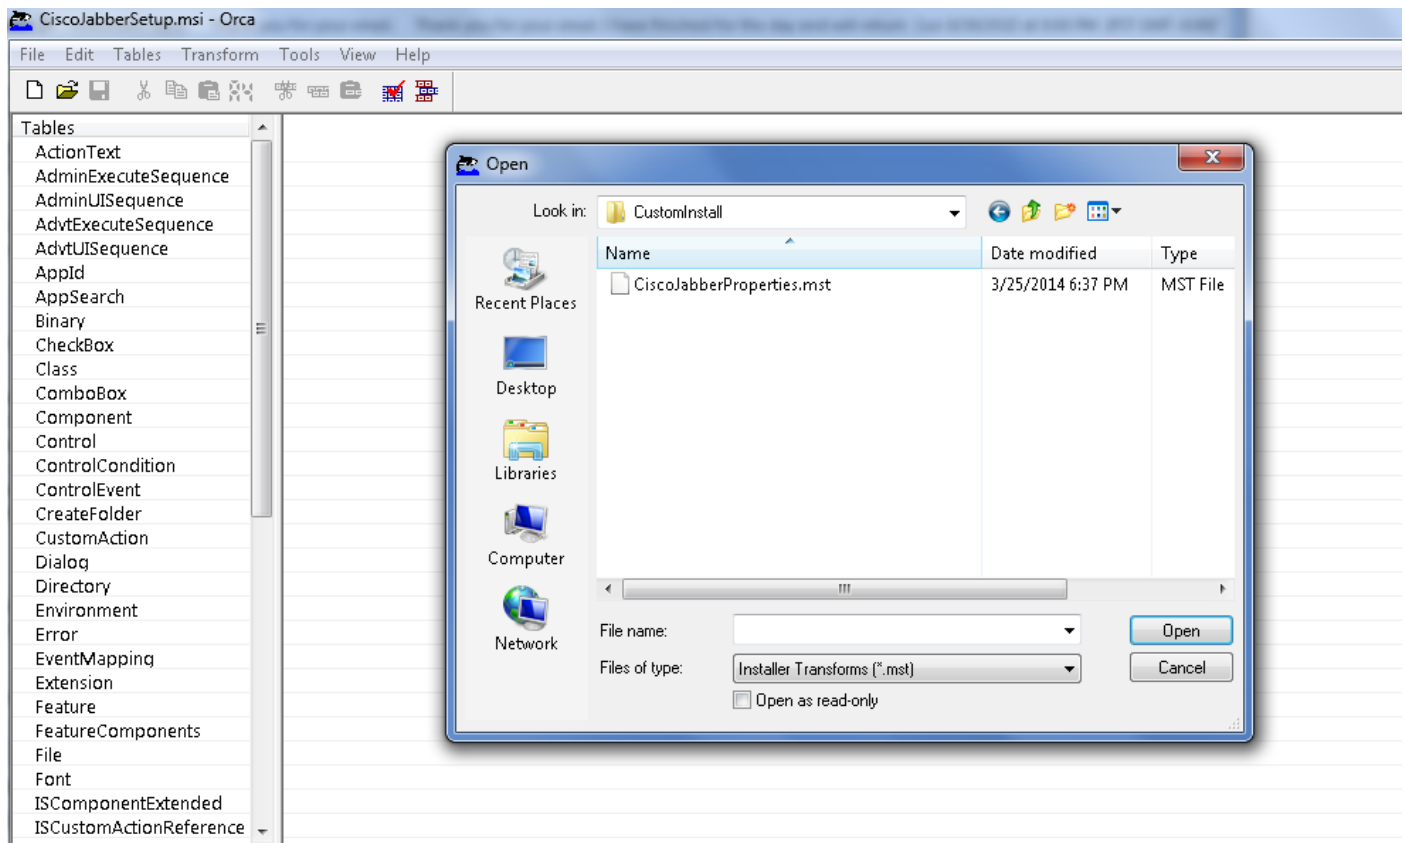 CiscoJabberSetup.msi - Orca
File Edit Tables Transform Tools View Help
Tables
ActionText
AdminExecuteSequence
AdminUISequence
AdvtExecuteSequence
AdvtUISequence
AppId
AppSearch
Binary
CheckBox
Class
ComboBox
Component
Control
ControlCondition
ControlEvent
CreateFolder
CustomAction
Dialog
Directory
Environment
Error
EventMapping
Extension
Feature
FeatureComponents
File
Font
ISComponentExtended
ISCustomActionReference
Open
Look in: CustomInstall
Name Date modified Type
CiscoJabberProperties.mst 3/25/2014 6:37 PM MST File
Recent Places
Desktop
Libraries
Computer
Network
File name: Open
Files of type: Installer Transforms (*.mst) Cancel
Open as read-only